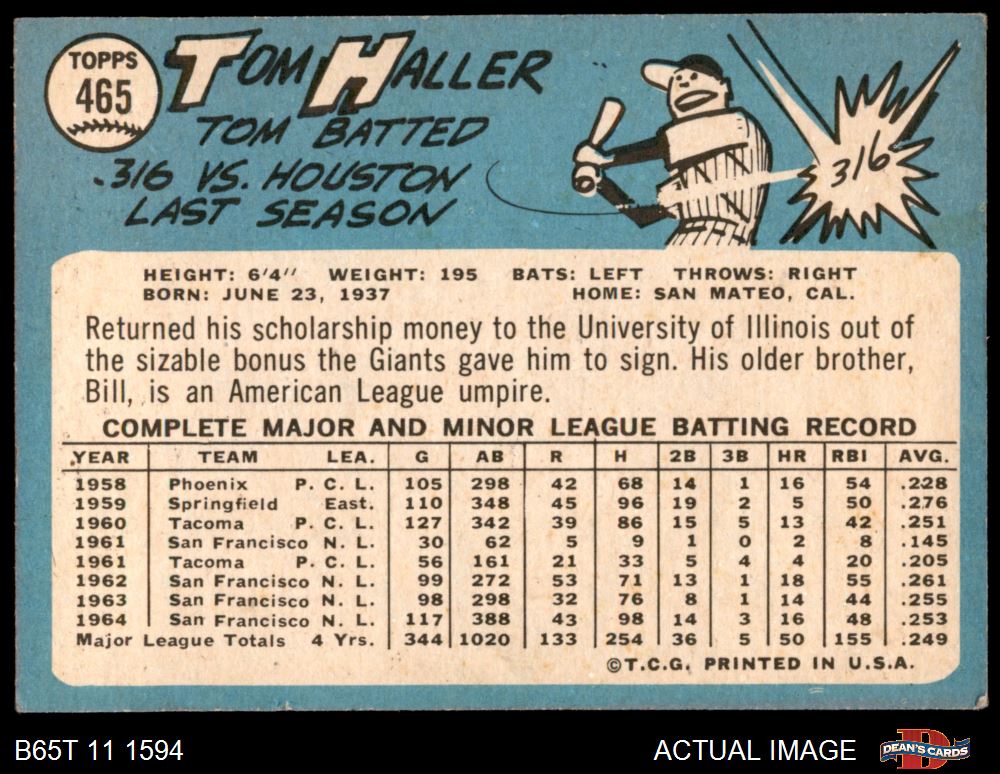 TOPPS
465
TOM HALLER
TOM BATTED
.316 VS. HOUSTON
LAST SEASON
316
HEIGHT: 6'4" WEIGHT: 195 BATS: LEFT THROWS: RIGHT
BORN: JUNE 23, 1937 HOME: SAN MATEO, CAL.
Returned his scholarship money to the University of Illinois out of
the sizable bonus the Giants gave him to sign. His older brother,
Bill, is an American League umpire.
COMPLETE MAJOR AND MINOR LEAGUE BATTING RECORD
YEAR TEAM LEA. G AB R H 2B 3B HR RBI AVG.
1958 Phoenix P. C. L. 105 298 42 68 14 1 16 54 .228
1959 Springfield East. 110 348 45 96 19 2 5 50 .276
1960 Tacoma P. C. L. 127 342 39 86 15 5 13 42 .251
1961 San Francisco N. L. 30 62 5 9 1 0 2 8 .145
1961 Tacoma P. C. L. 56 161 21 33 5 4 4 20 .205
1962 San Francisco N. L. 99 272 53 71 13 1 18 55 .261
1963 San Francisco N. L. 98 298 32 76 8 1 14 44 .255
1964 San Francisco N. L. 117 388 43 98 14 3 16 48 .253
Major League Totals 4 Yrs. 344 1020 133 254 36 5 50 155 .249
©T.C.G. PRINTED IN U.S.A.
B65T 11 1594
ACTUAL IMAGE
DEAN'S CARDS